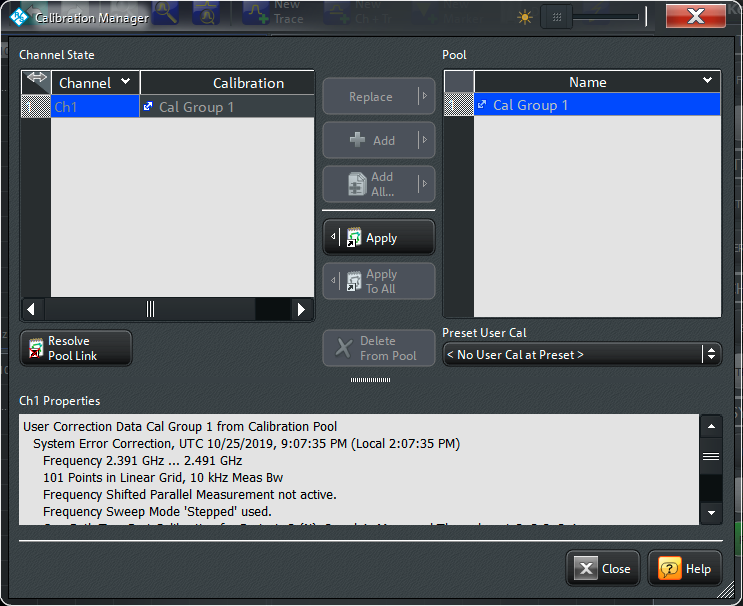 Calibration Manager
New
Trace
New
Channel State
Pool
Channel
Calibration
Name
1
Ch1
Cal Group 1
1
Cal Group 1
Replace
Add
Add
All...
Apply
Apply
To All
Resolve
Pool Link
Delete
From Pool
Preset User Cal
< No User Cal at Preset >
Ch1 Properties
User Correction Data Cal Group 1 from Calibration Pool
System Error Correction, UTC 10/25/2019, 9:07:35 PM (Local 2:07:35 PM)
Frequency 2.391 GHz ... 2.491 GHz
101 Points in Linear Grid, 10 kHz Meas Bw
Frequency Shifted Parallel Measurement not active.
Frequency Sweep Mode 'Stepped' used.
Close
Help